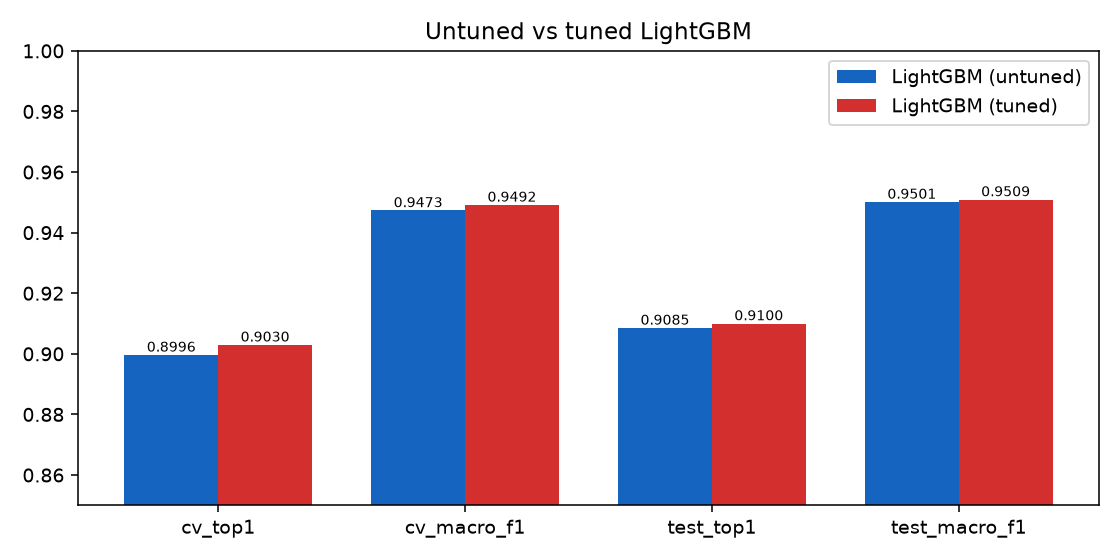 Untuned vs tuned LightGBM
1.00
0.98
0.96
0.94
0.92
0.90
0.88
0.86
LightGBM (untuned)
LightGBM (tuned)
0.8996
0.9030
0.9473
0.9492
0.9085
0.9100
0.9501
0.9509
cv_top1
cv_macro_f1
test_top1
test_macro_f1